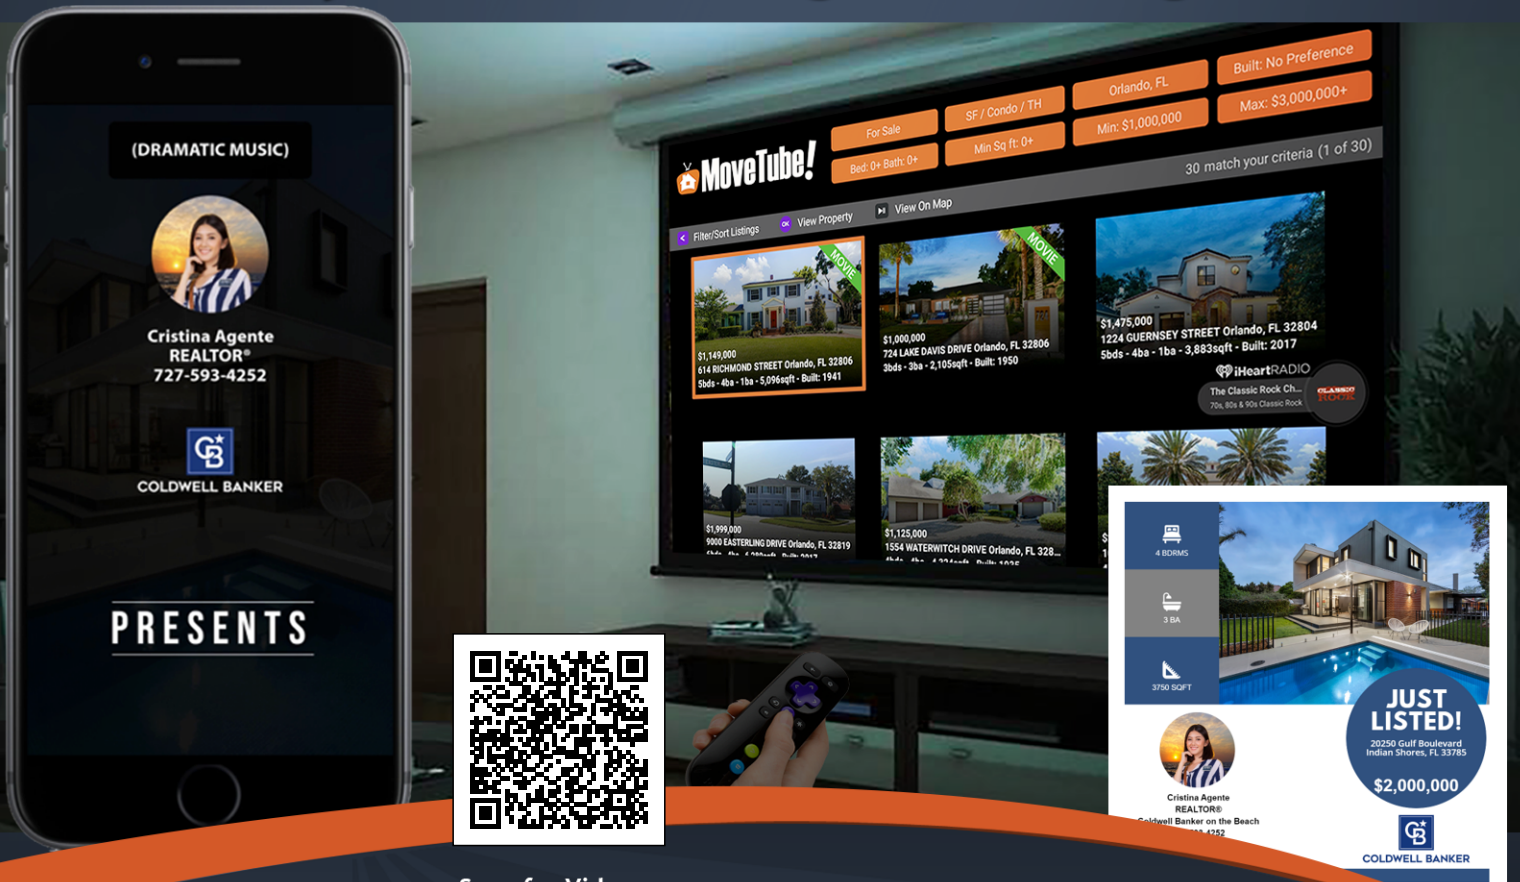 (DRAMATIC MUSIC)
Cristina Agente
REALTOR®
727-593-4252
CB
COLDWELL BANKER
PRESENTS
MoveTube!
For Sale
SF / Condo / TH
Orlando, FL
Built: No Preference
Bed: 0+ Bath: 0+
Min Sq ft: 0+
Min: $1,000,000
Max: $3,000,000+
30 match your criteria (1 of 30)
Filter/Sort Listings
OK View Property
View On Map
MOVIE
$1,149,000
614 RICHMOND STREET Orlando, FL 32806
5bds - 4ba - 1ba - 5,096sqft - Built: 1941
MOVIE
$1,000,000
724 LAKE DAVIS DRIVE Orlando, FL 32806
3bds - 3ba - 2,105sqft - Built: 1950
$1,475,000
1224 GUERNSEY STREET Orlando, FL 32804
5bds - 4ba - 1ba - 3,883sqft - Built: 2017
iHeartRADIO
The Classic Rock Ch...
70s, 80s & 90s Classic Rock
CLASSIC
ROCK
$1,999,000
9000 EASTERLING DRIVE Orlando, FL 32819
$1,125,000
1554 WATERWITCH DRIVE Orlando, FL 328...
4 BDRMS
3 BA
3750 SQFT
JUST
LISTED!
20250 Gulf Boulevard
Indian Shores, FL 33785
$2,000,000
Cristina Agente
REALTOR®
Coldwell Banker on the Beach
4252
CB
COLDWELL BANKER